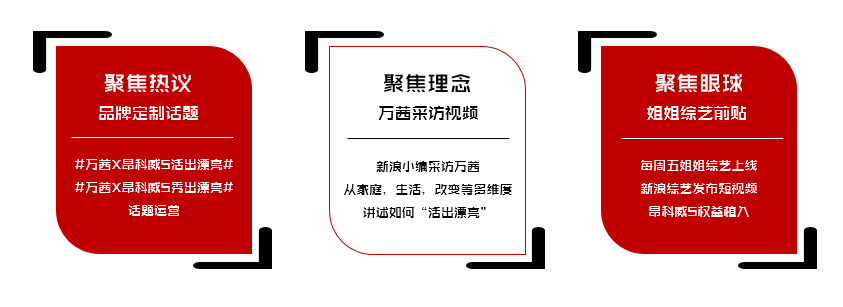 聚焦热议
品牌定制话题
#万茜X昂科威S活出漂亮#
#万茜X昂科威S秀出漂亮#
话题运营
聚焦理念
万茜采访视频
新浪小编采访万茜
从家庭，生活，改变等多维度
讲述如何“活出漂亮”
聚焦眼球
姐姐综艺前贴
每周五姐姐综艺上线
新浪综艺发布短视频
昂科威S权益植入